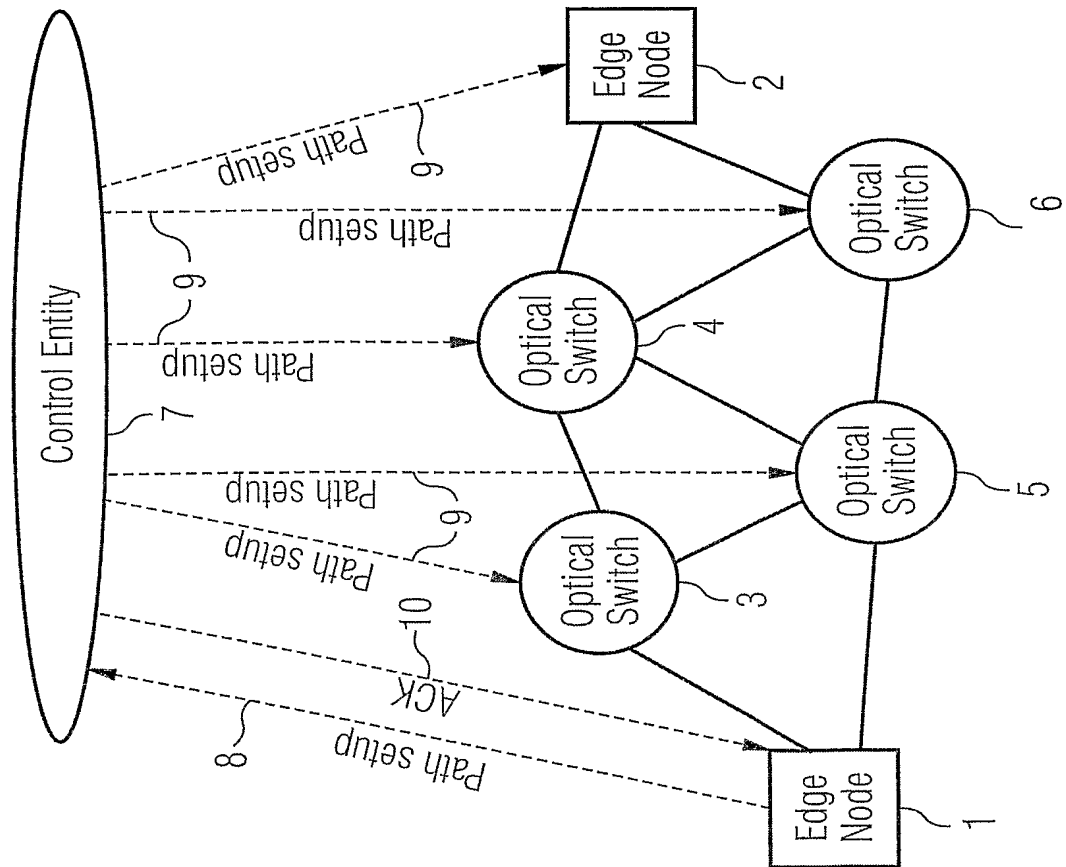 Control Entity
7
Path setup
8
ACK
10
Path setup
9
Path setup
9
Path setup
9
Path setup
Path setup
9
Edge
Node
1
Optical
Switch
3
Optical
Switch
4
Optical
Switch
5
Optical
Switch
6
Edge
Node
2